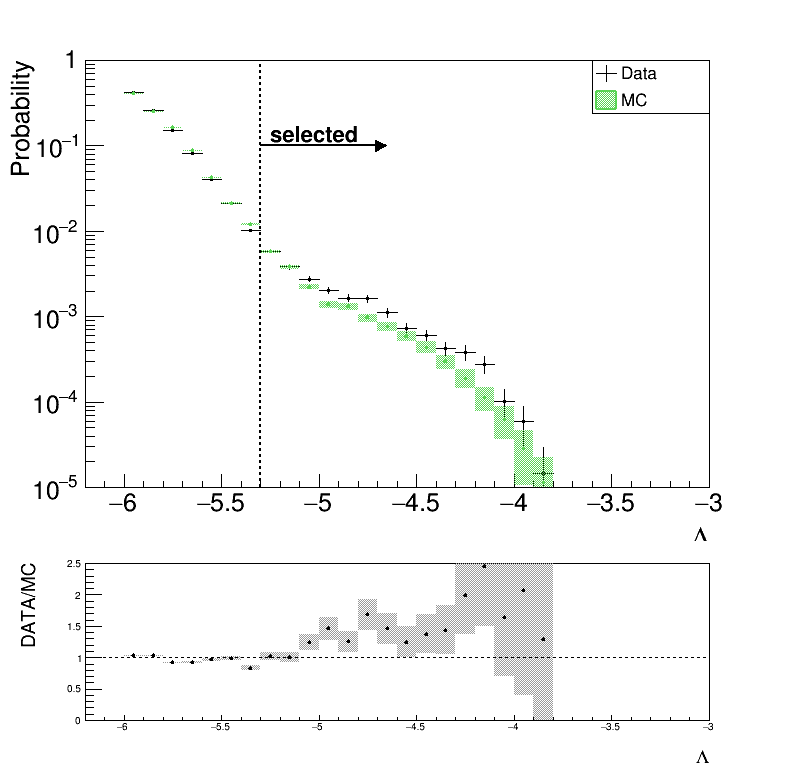 1
Data
MC
selected
Probability
10⁻¹
10⁻²
10⁻³
10⁻⁴
10⁻⁵
−6 −5.5 −5 −4.5 −4 −3.5 −3
Λ
2.5
2
1.5
1
0.5
0
DATA/MC
−6 −5.5 −5 −4.5 −4 −3.5 −3
Λ